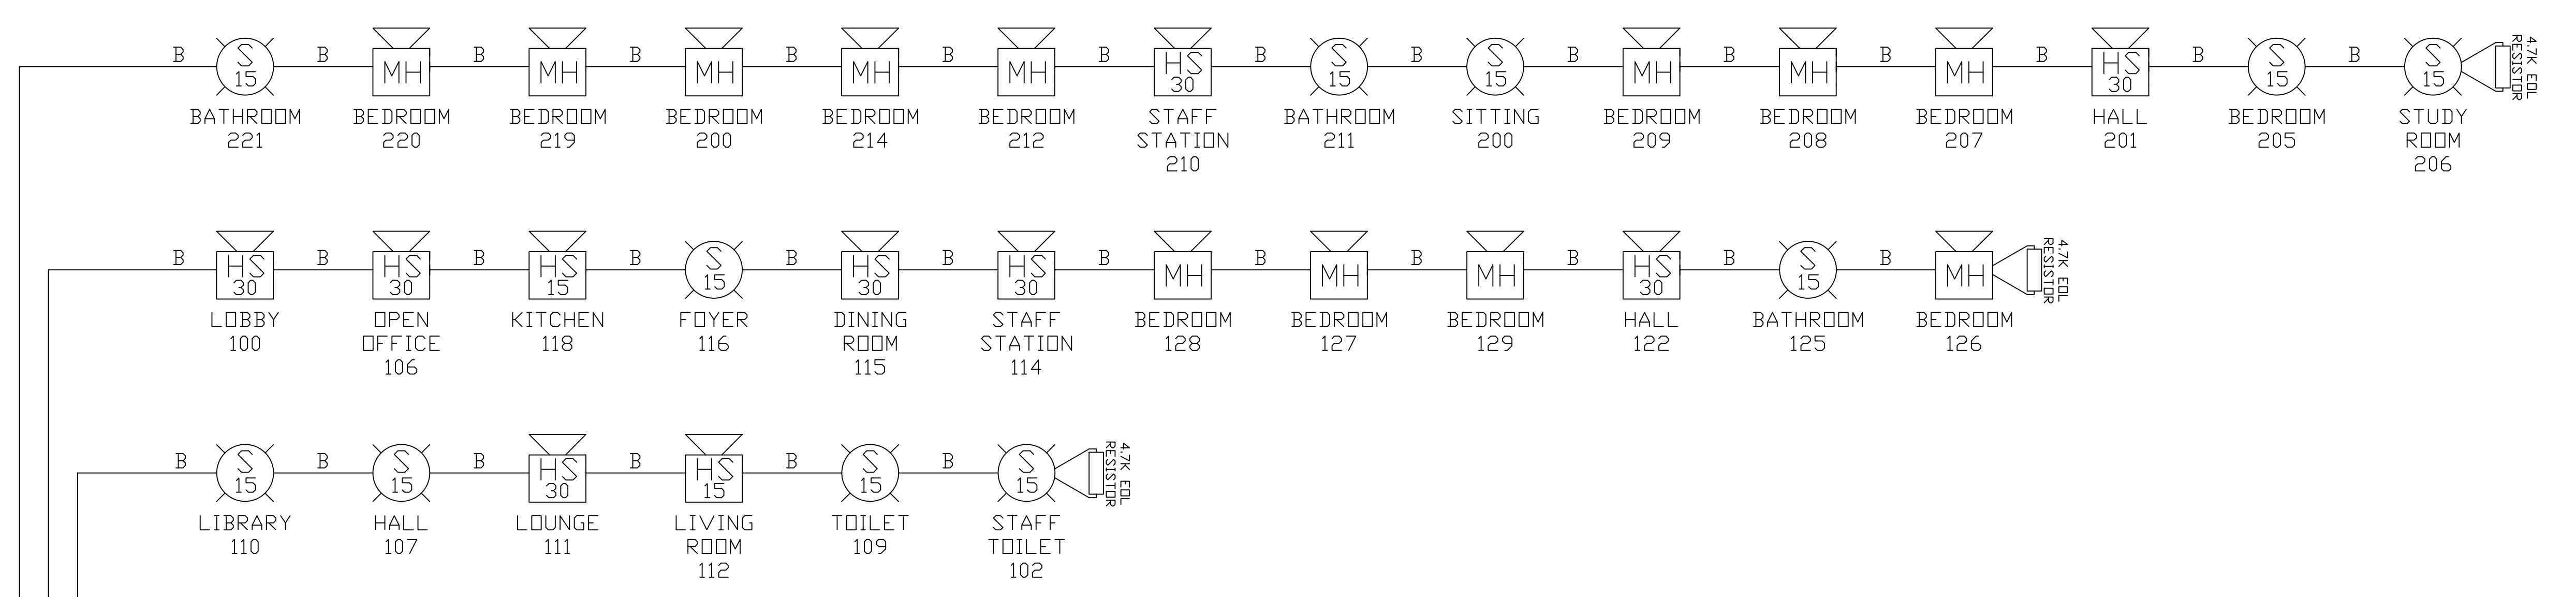 B B B B B B B B B B B B B B B
S MH MH MH MH MH HS S S MH MH MH HS S S
15 30 15 15 30 15 15
4.7K EOL
RESISTOR
BATHROOM BEDROOM BEDROOM BEDROOM BEDROOM BEDROOM STAFF BATHROOM SITTING BEDROOM BEDROOM BEDROOM HALL BEDROOM STUDY
221 220 219 200 214 212 STATION 211 200 209 208 207 201 205 ROOM
210 206
B B B B B B B B B B B B
HS HS HS S HS HS MH MH MH HS S MH
30 30 15 15 30 30 30 15
4.7K EOL
RESISTOR
LOBBY OPEN KITCHEN FOYER DINING STAFF BEDROOM BEDROOM BEDROOM HALL BATHROOM BEDROOM
100 OFFICE 118 116 ROOM STATION 128 127 129 122 125 126
106 115 114
B B B B B B
S S HS HS S S
15 15 30 15 15 15
4.7K EOL
RESISTOR
LIBRARY HALL LOUNGE LIVING TOILET STAFF
110 107 111 ROOM 109 TOILET
112 102